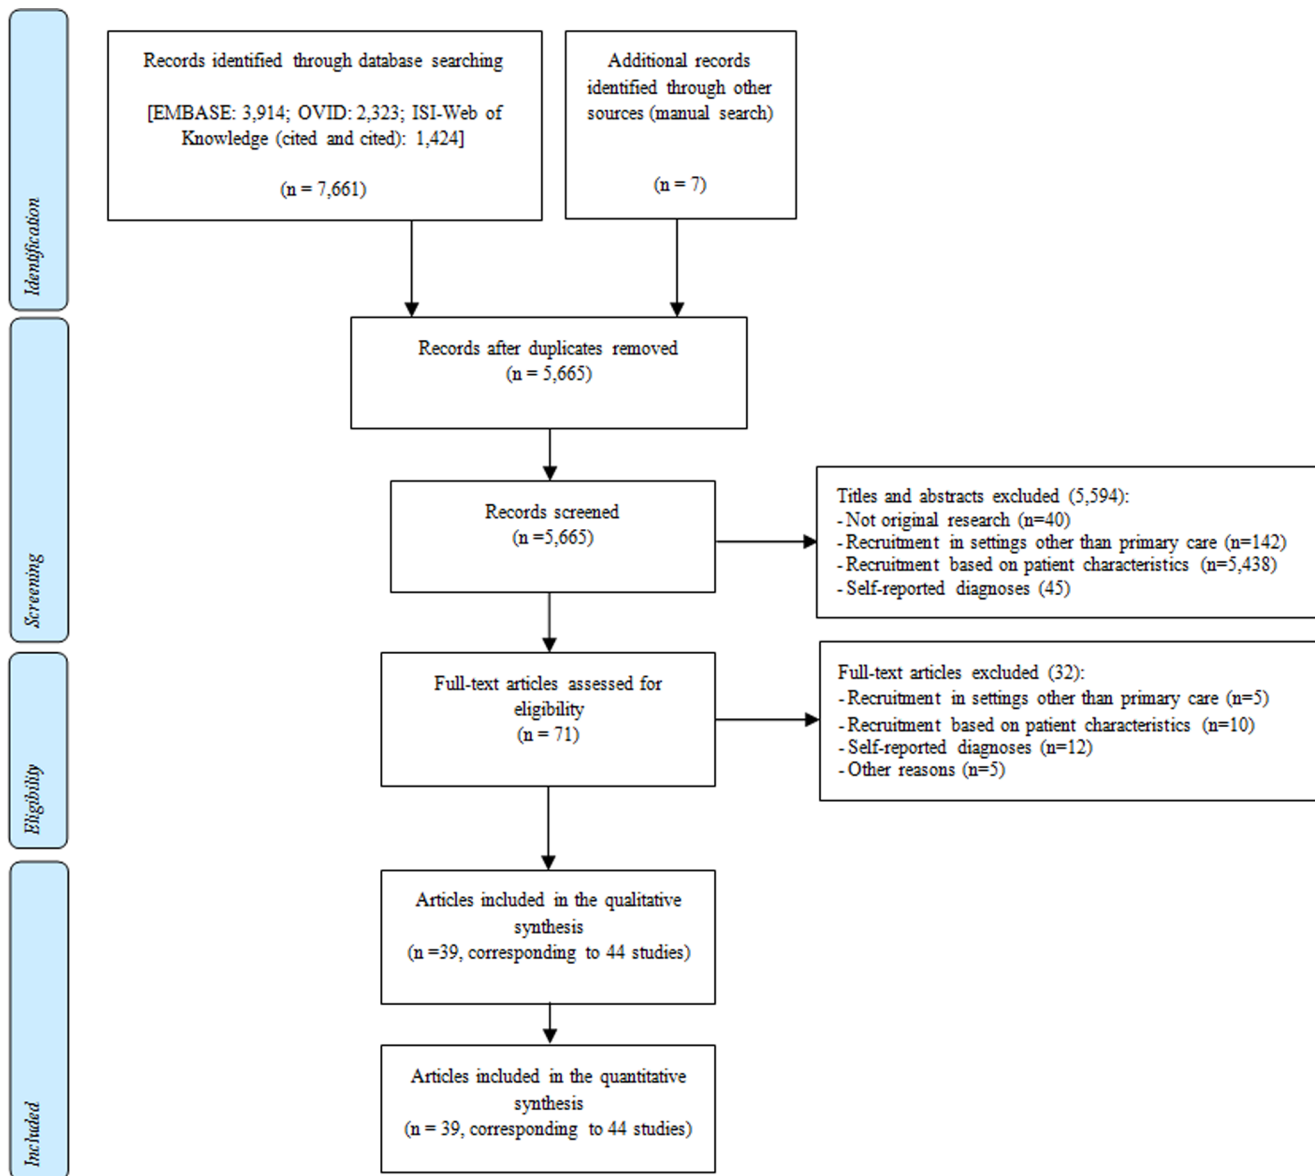 Identification
Records identified through database searching
[EMBASE: 3,914; OVID: 2,323; ISI-Web of
Knowledge (cited and cited): 1,424]
(n = 7,661)
Additional records
identified through other
sources (manual search)
(n = 7)
Screening
Records after duplicates removed
(n = 5,665)
Records screened
(n =5,665)
Titles and abstracts excluded (5,594):
- Not original research (n=40)
- Recruitment in settings other than primary care (n=142)
- Recruitment based on patient characteristics (n=5,438)
- Self-reported diagnoses (45)
Eligibility
Full-text articles assessed for
eligibility
(n = 71)
Full-text articles excluded (32):
- Recruitment in settings other than primary care (n=5)
- Recruitment based on patient characteristics (n=10)
- Self-reported diagnoses (n=12)
- Other reasons (n=5)
Included
Articles included in the qualitative
synthesis
(n =39, corresponding to 44 studies)
Articles included in the quantitative
synthesis
(n = 39, corresponding to 44 studies)